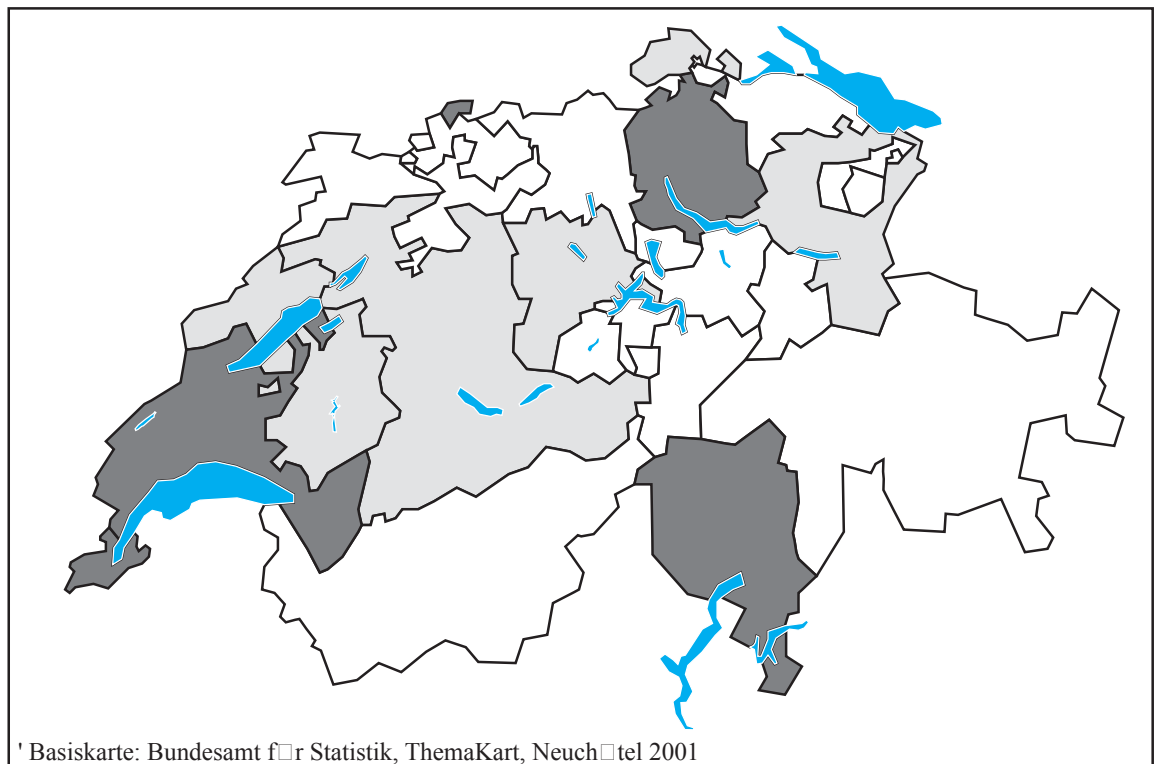 ' Basiskarte: Bundesamt f□r Statistik, ThemaKart, Neuch□tel 2001